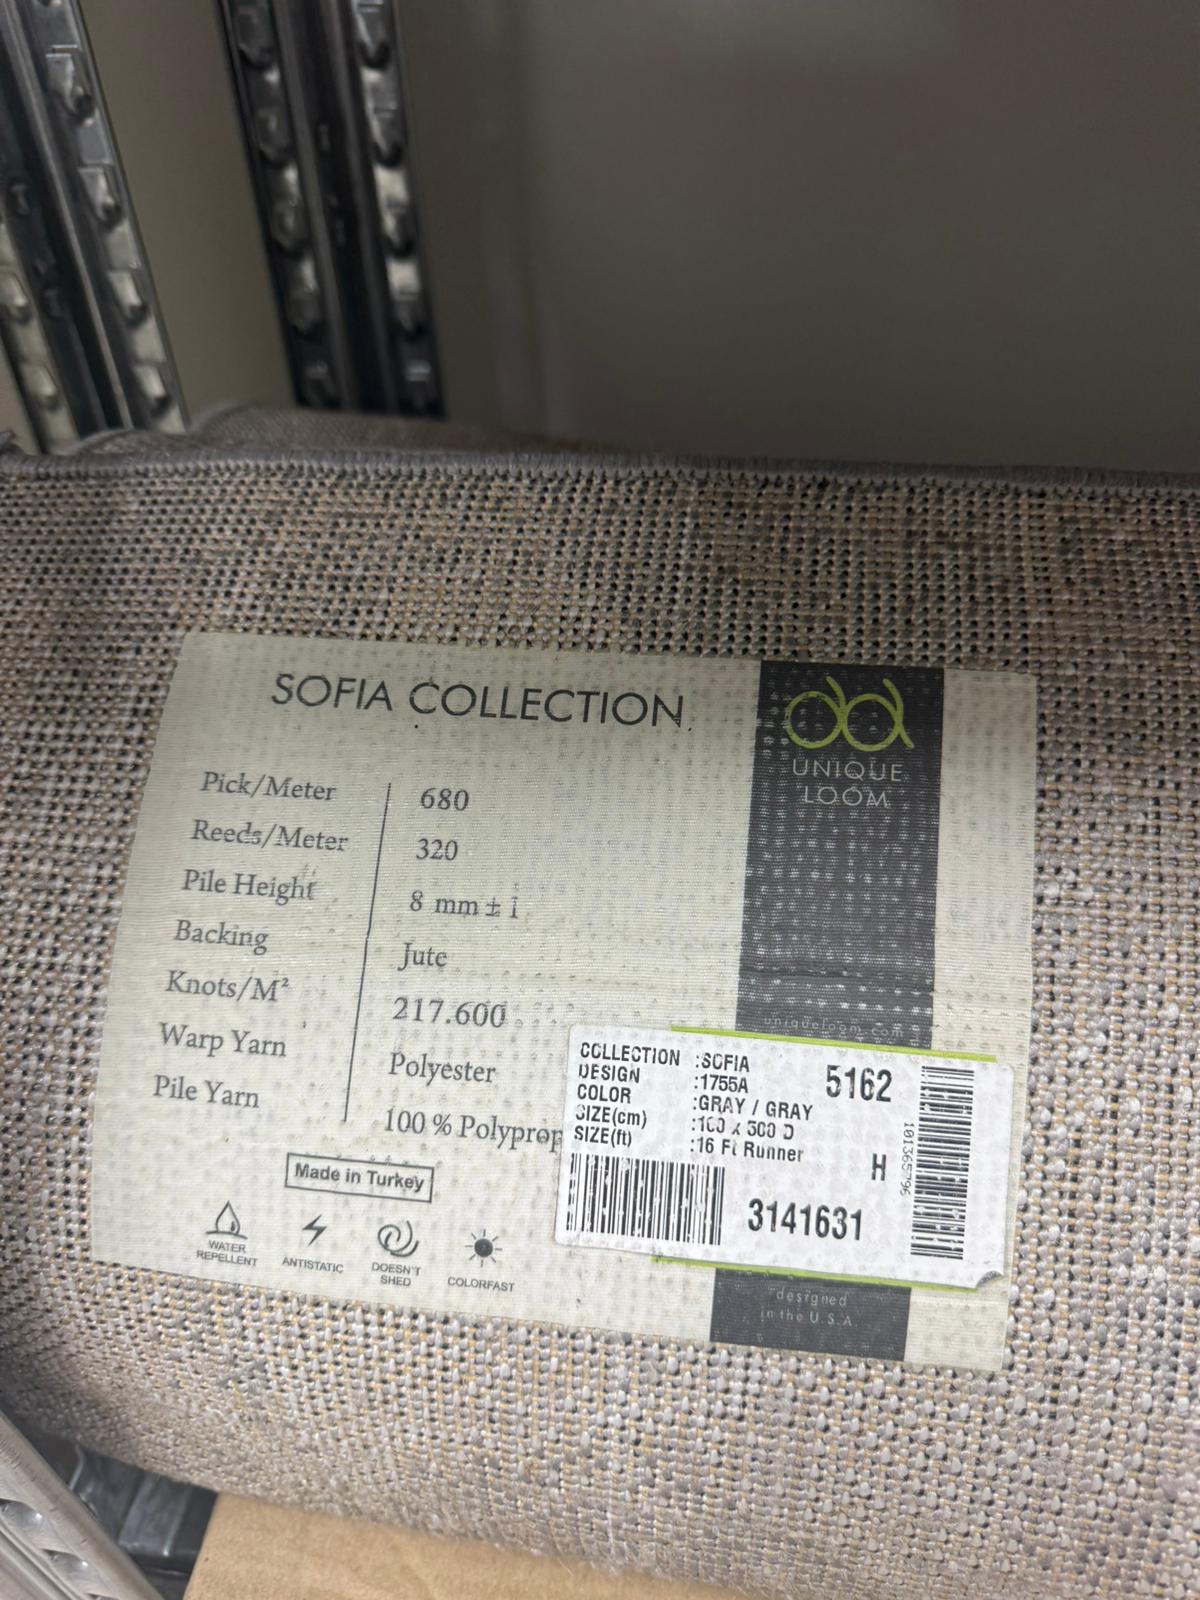 SOFIA COLLECTION
Pick/Meter 680
Reeds/Meter 320
Pile Height 8 mm ± 1
Backing Jute
Knots/M² 217.600
Warp Yarn Polyester
Pile Yarn 100 % Polyprop
Made in Turkey
WATER
REPELLENT
ANTISTATIC
DOESN'T
SHED
COLORFAST
UNIQUE
LOOM
uniqueloom.com
COLLECTION :SOFIA
DESIGN :1755A
COLOR :GRAY / GRAY
SIZE(cm) :100 x 500 D
SIZE(ft) :16 Ft Runner
5162
H
3141631
designed
in the U.S.A.